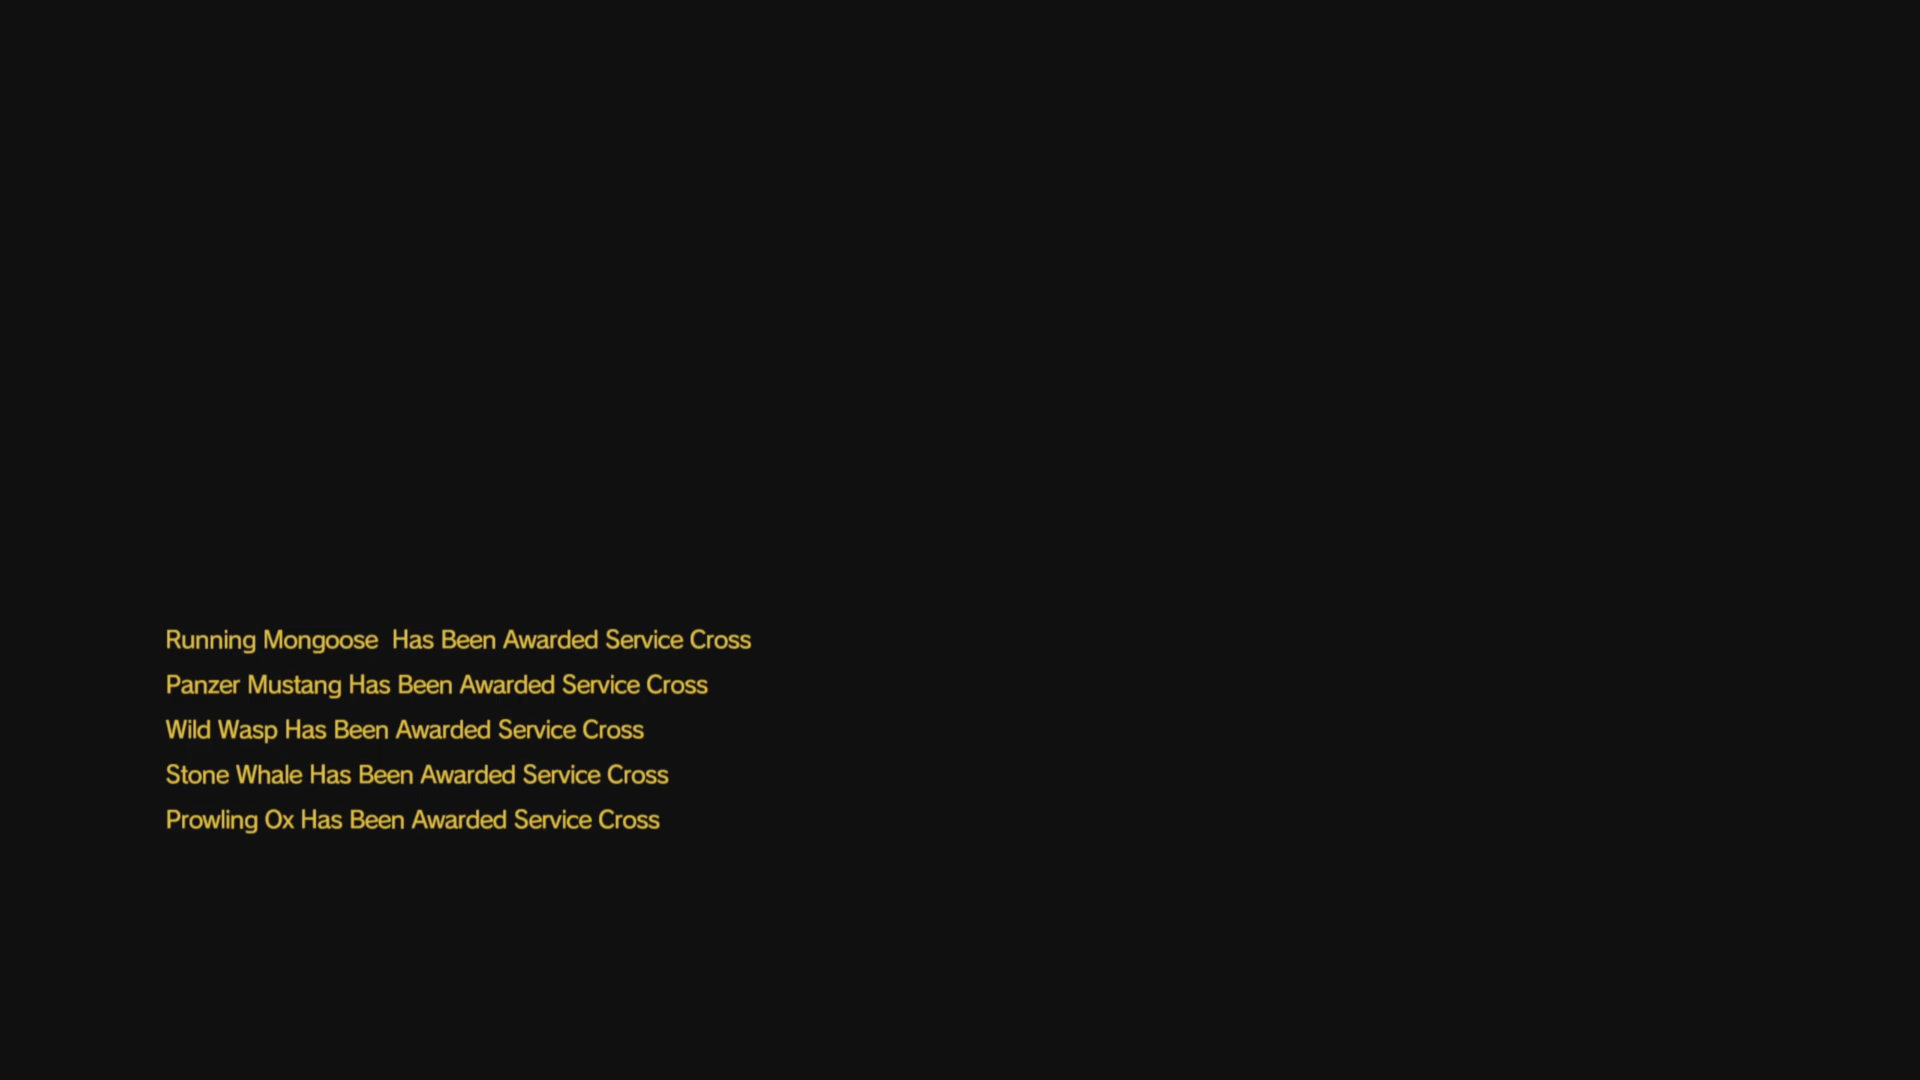 Running Mongoose  Has Been Awarded Service Cross
Panzer Mustang Has Been Awarded Service Cross
Wild Wasp Has Been Awarded Service Cross
Stone Whale Has Been Awarded Service Cross
Prowling Ox Has Been Awarded Service Cross